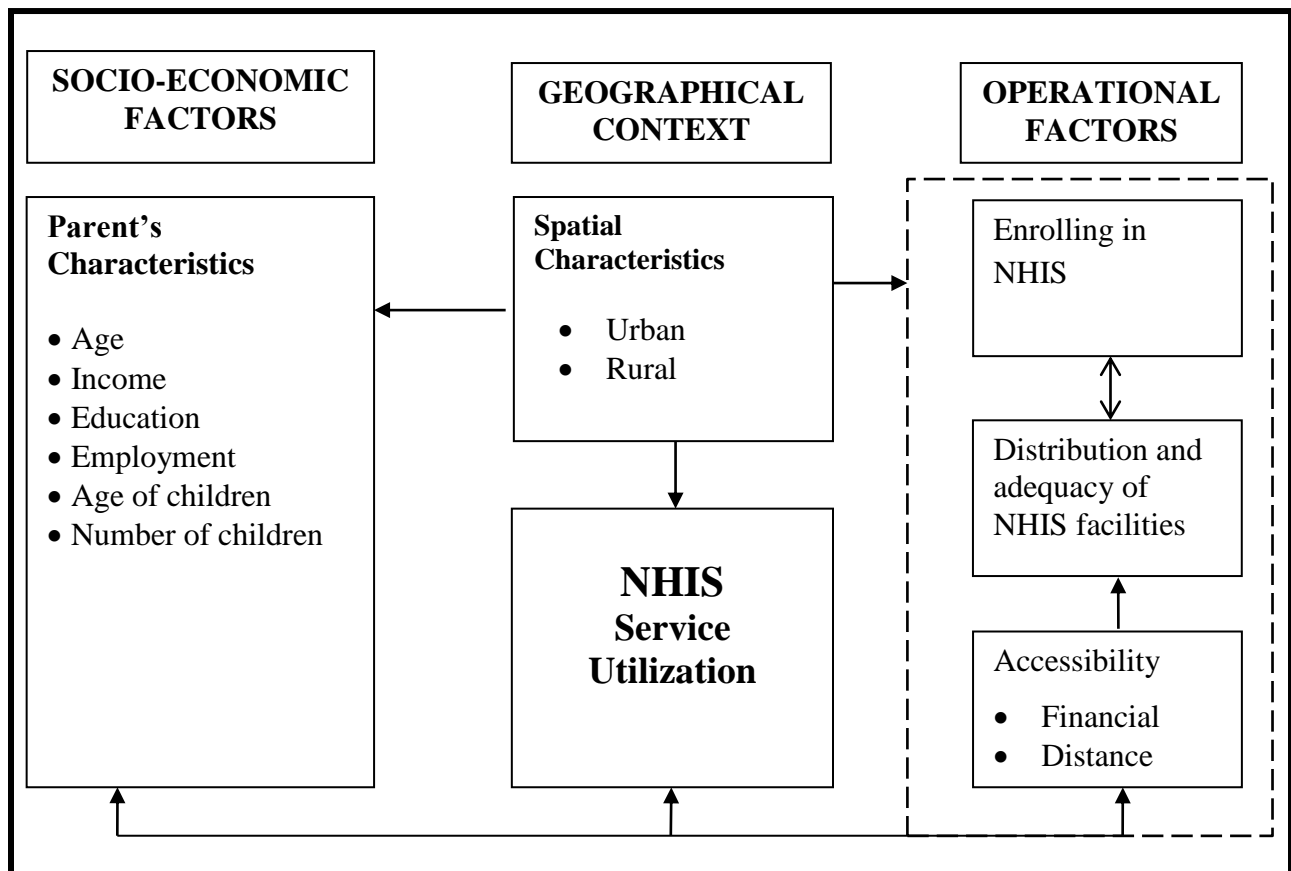 SOCIO-ECONOMIC
FACTORS
GEOGRAPHICAL
CONTEXT
OPERATIONAL
FACTORS
Parent’s
Characteristics
• Age
• Income
• Education
• Employment
• Age of children
• Number of children
Spatial
Characteristics
• Urban
• Rural
NHIS
Service
Utilization
Enrolling in
NHIS
Distribution and
adequacy of
NHIS facilities
Accessibility
• Financial
• Distance